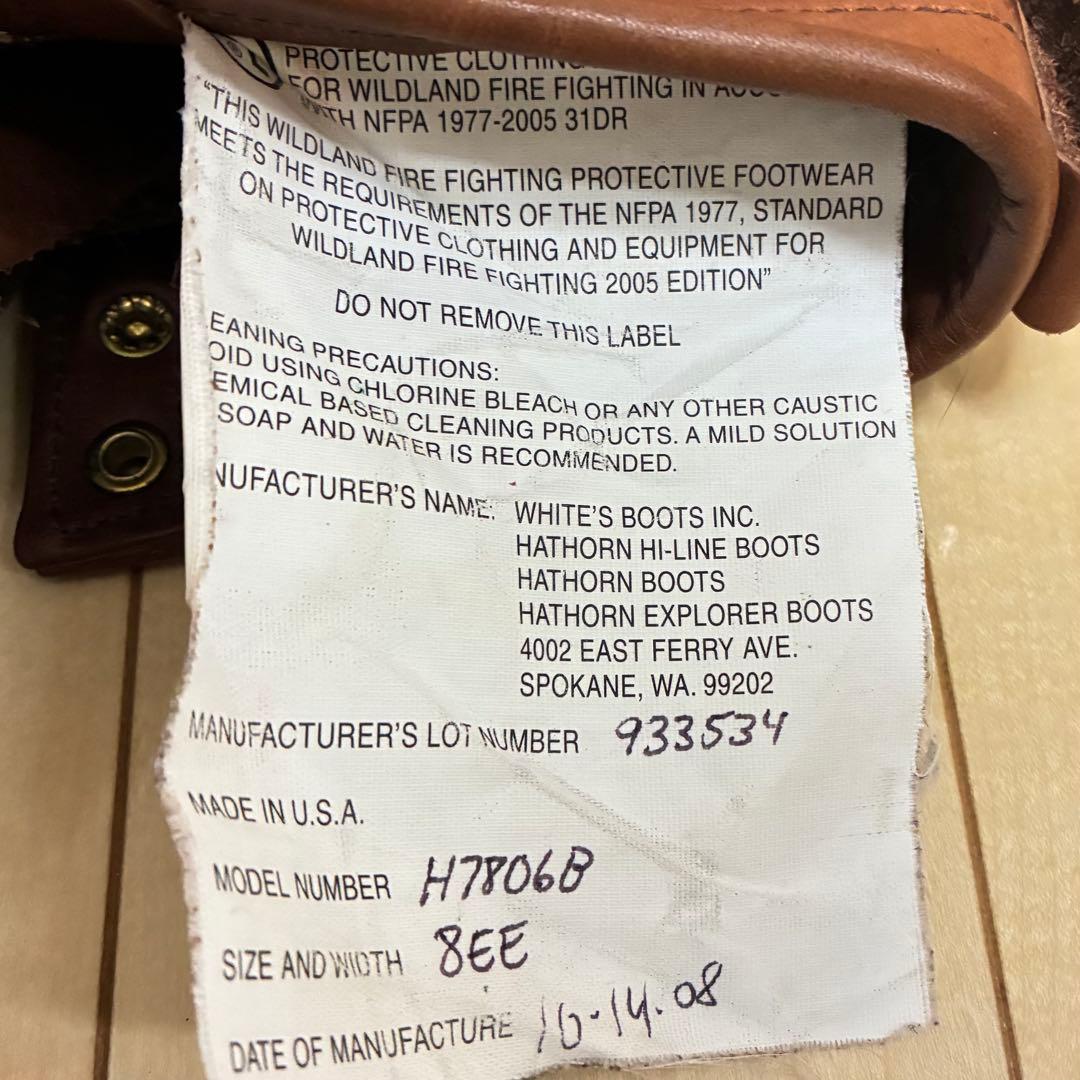 PROTECTIVE CLOTHING
FOR WILDLAND FIRE FIGHTING IN
WITH NFPA 1977-2005 31DR
"THIS WILDLAND FIRE FIGHTING PROTECTIVE FOOTWEAR
MEETS THE REQUIREMENTS OF THE NFPA 1977, STANDARD
ON PROTECTIVE CLOTHING AND EQUIPMENT FOR
WILDLAND FIRE FIGHTING 2005 EDITION"
DO NOT REMOVE THIS LABEL
EANING PRECAUTIONS:
OID USING CHLORINE BLEACH OR ANY OTHER CAUSTIC
EMICAL BASED CLEANING PRODUCTS. A MILD SOLUTION
SOAP AND WATER IS RECOMMENDED.
NUFACTURER'S NAME: WHITE'S BOOTS INC.
HATHORN HI-LINE BOOTS
HATHORN BOOTS
HATHORN EXPLORER BOOTS
4002 EAST FERRY AVE.
SPOKANE, WA. 99202
MANUFACTURER'S LOT NUMBER 933534
MADE IN U.S.A.
MODEL NUMBER H7806B
SIZE AND WIDTH 8EE
DATE OF MANUFACTURE 10-14.08